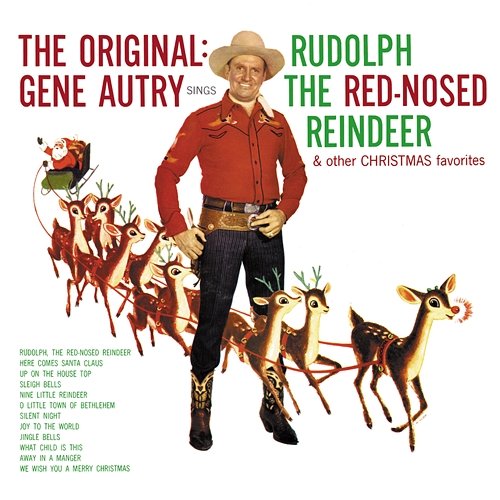 THE ORIGINAL:
GENE AUTRY SINGS
RUDOLPH
THE RED-NOSED
REINDEER
& other CHRISTMAS favorites
RUDOLPH, THE RED-NOSED REINDEER
HERE COMES SANTA CLAUS
UP ON THE HOUSE TOP
SLEIGH BELLS
NINE LITTLE REINDEER
O LITTLE TOWN OF BETHLEHEM
SILENT NIGHT
JOY TO THE WORLD
JINGLE BELLS
WHAT CHILD IS THIS
AWAY IN A MANGER
WE WISH YOU A MERRY CHRISTMAS